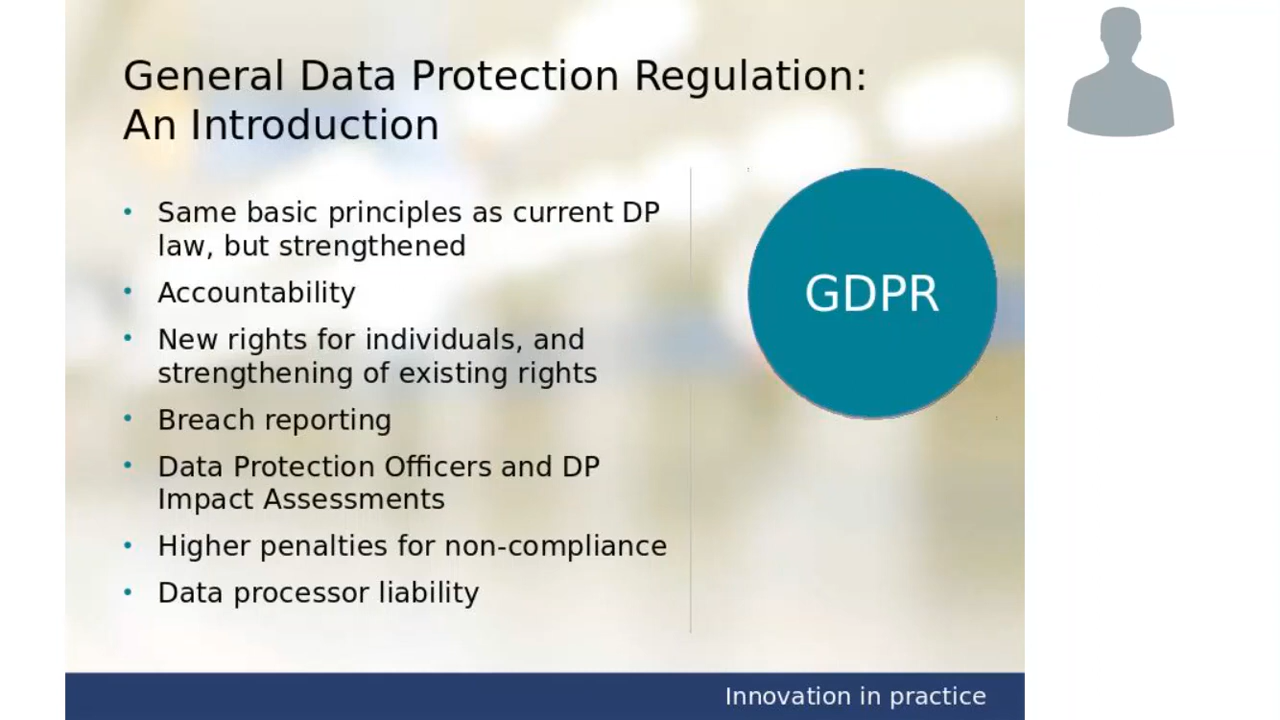 General Data Protection Regulation:
An Introduction
• Same basic principles as current DP
law, but strengthened
• Accountability
• New rights for individuals, and
strengthening of existing rights
• Breach reporting
• Data Protection Officers and DP
Impact Assessments
• Higher penalties for non-compliance
• Data processor liability
GDPR
Innovation in practice